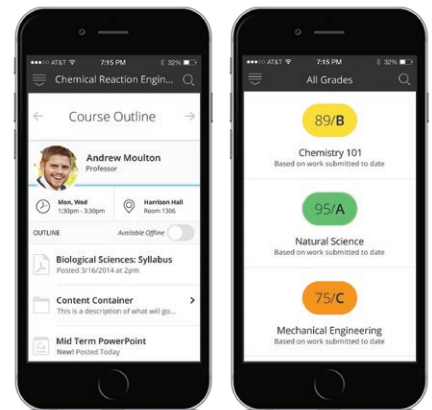 AT&T 7:15 PM 32%
Chemical Reaction Engin...
Course Outline
Andrew Moulton
Professor
Mon, Wed
1:30pm - 3:30pm
Harrison Hall
Room 1306
OUTLINE
Available Offline
Biological Sciences: Syllabus
Posted 3/16/2014 at 2pm
Content Container
This is a description of what will go...
Mid Term PowerPoint
New! Posted Today
AT&T 7:15 PM 32%
All Grades
89/B
Chemistry 101
Based on work submitted to date
95/A
Natural Science
Based on work submitted to date
75/C
Mechanical Engineering
Based on work submitted to date